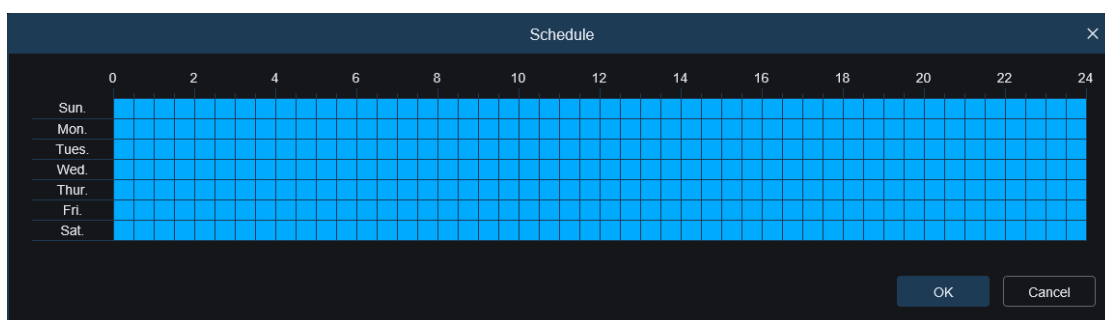 Schedule
0 2 4 6 8 10 12 14 16 18 20 22 24
Sun.
Mon.
Tues.
Wed.
Thur.
Fri.
Sat.
OK Cancel